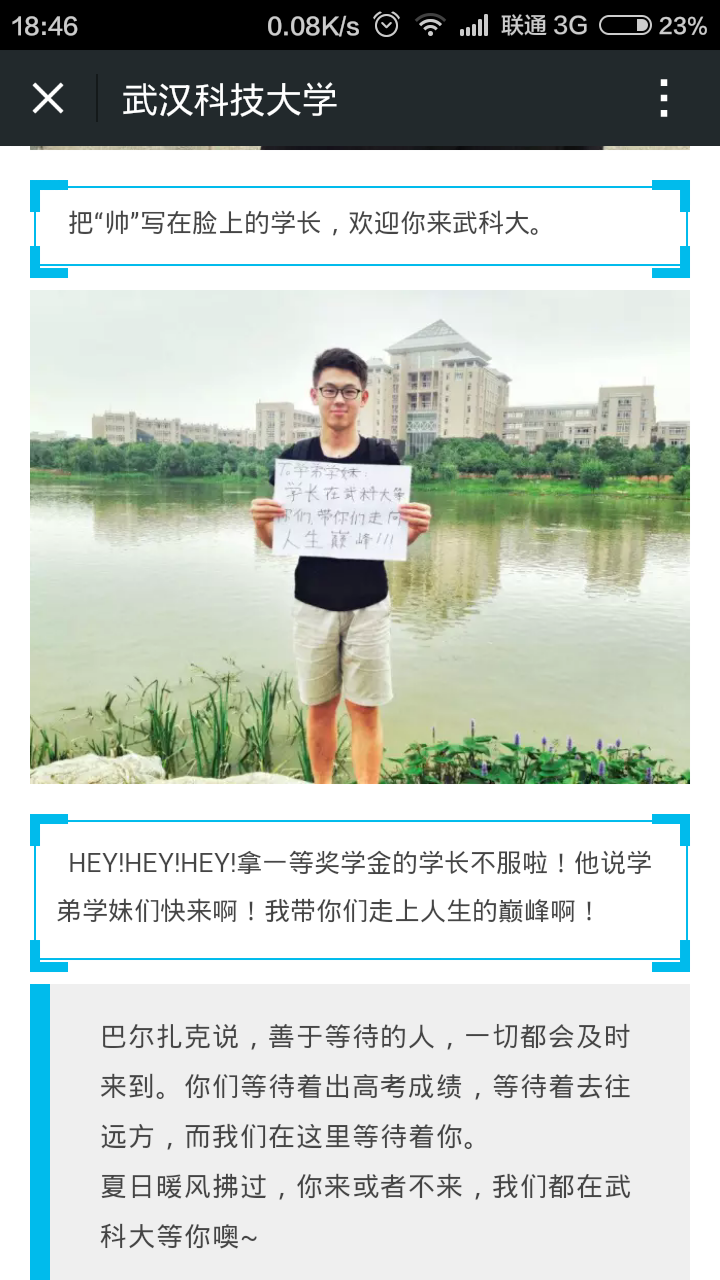 18:46 0.08K/s 联通 3G 23%
武汉科技大学
把“帅”写在脸上的学长，欢迎你来武科大。
To学弟学妹：
学长在武科大等
你们，带你们走向
人生巅峰!!!
HEY!HEY!HEY!拿一等奖学金的学长不服啦！他说学
弟学妹们快来啊！我带你们走上人生的巅峰啊！
巴尔扎克说，善于等待的人，一切都会及时
来到。你们等待着出高考成绩，等待着去往
远方，而我们在这里等待着你。
夏日暖风拂过，你来或者不来，我们都在武
科大等你噢~